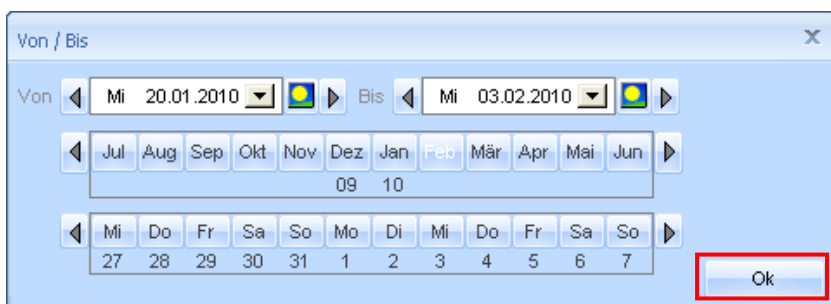 Von / Bis X
Von Mi 20.01.2010 Bis Mi 03.02.2010
Jul Aug Sep Okt Nov Dez Jan Feb Mär Apr Mai Jun
09 10
Mi Do Fr Sa So Mo Di Mi Do Fr Sa So
27 28 29 30 31 1 2 3 4 5 6 7
Ok